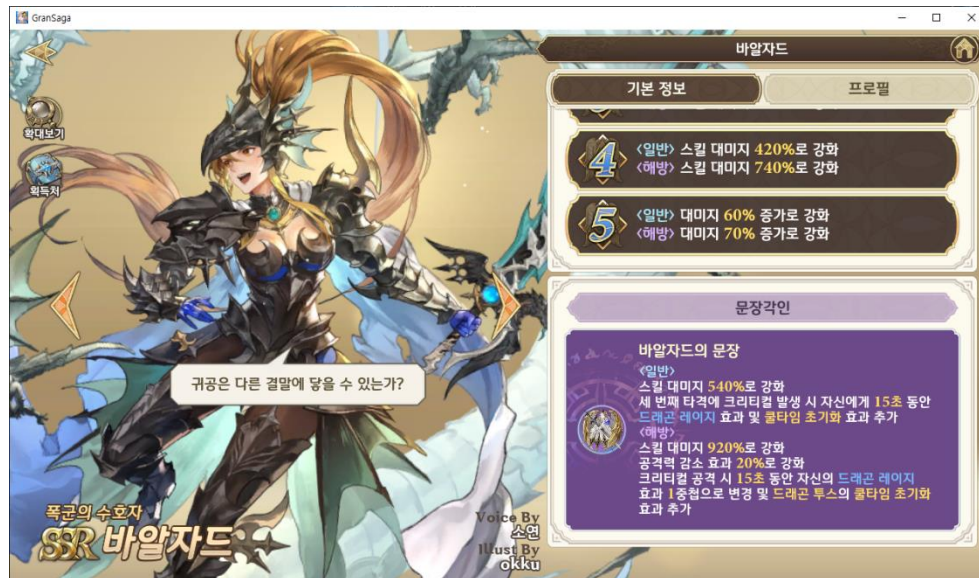 GranSaga
바알자드
기본 정보
프로필
확대보기
획득처
4
<일반> 스킬 대미지 420%로 강화
<해방> 스킬 대미지 740%로 강화
5
<일반> 대미지 60% 증가로 강화
<해방> 대미지 70% 증가로 강화
문장각인
바알자드의 문장
<일반>
스킬 대미지 540%로 강화
세 번째 타격에 크리티컬 발생 시 자신에게 15초 동안
드래곤 레이지 효과 및 쿨타임 초기화 효과 추가
<해방>
스킬 대미지 920%로 강화
공격력 감소 효과 20%로 강화
크리티컬 공격 시 15초 동안 자신의 드래곤 레이지
효과 1중첩으로 변경 및 드래곤 투스의 쿨타임 초기화
효과 추가
귀공은 다른 결말에 닿을 수 있는가?
폭군의 수호자
SSR 바알자드
Voice By
소연
Illust By
okku